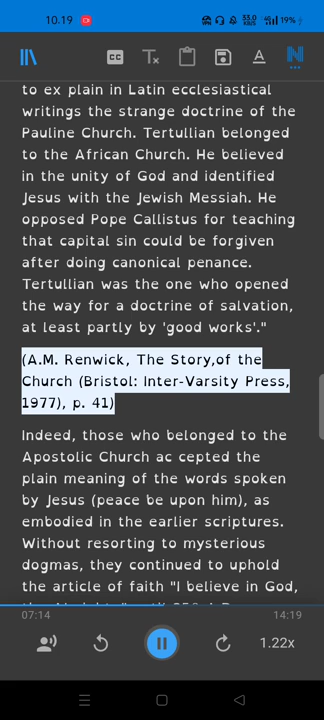 10.19
55.0 KB/S 4G 19%
CC
to ex plain in Latin ecclesiastical
writings the strange doctrine of the
Pauline Church. Tertullian belonged
to the African Church. He believed
in the unity of God and identified
Jesus with the Jewish Messiah. He
opposed Pope Callistus for teaching
that capital sin could be forgiven
after doing canonical penance.
Tertullian was the one who opened
the way for a doctrine of salvation,
at least partly by 'good works'."
(A.M. Renwick, The Story,of the
Church (Bristol: Inter-Varsity Press,
1977), p. 41)
Indeed, those who belonged to the
Apostolic Church ac cepted the
plain meaning of the words spoken
by Jesus (peace be upon him), as
embodied in the earlier scriptures.
Without resorting to mysterious
dogmas, they continued to uphold
the article of faith "I believe in God,
07:14
14:19
1.22x